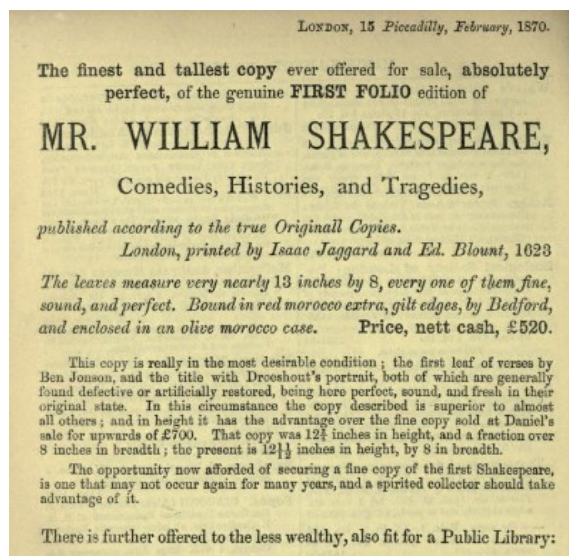 LONDON, 15 Piccadilly, February, 1870.
The finest and tallest copy ever offered for sale, absolutely
perfect, of the genuine FIRST FOLIO edition of
MR. WILLIAM SHAKESPEARE,
Comedies, Histories, and Tragedies,
published according to the true Originall Copies.
London, printed by Isaac Jaggard and Ed. Blount, 1623
The leaves measure very nearly 13 inches by 8, every one of them fine,
sound, and perfect. Bound in red morocco extra, gilt edges, by Bedford,
and enclosed in an olive morocco case. Price, nett cash, £520.
This copy is really in the most desirable condition ; the first leaf of verses by
Ben Jonson, and the title with Droeshout's portrait, both of which are generally
found defective or artificially restored, being here perfect, sound, and fresh in their
original state. In this circumstance the copy described is superior to almost
all others ; and in height it has the advantage over the fine copy sold at Daniel's
sale for upwards of £700. That copy was inches in height, and a fraction over
8 inches in breadth ; the present is inches in height, by 8 in breadth.
The opportunity now afforded of securing a fine copy of the first Shakespeare,
is one that may not occur again for many years, and a spirited collector should take
advantage of it.
There is further offered to the less wealthy, also fit for a Public Library: